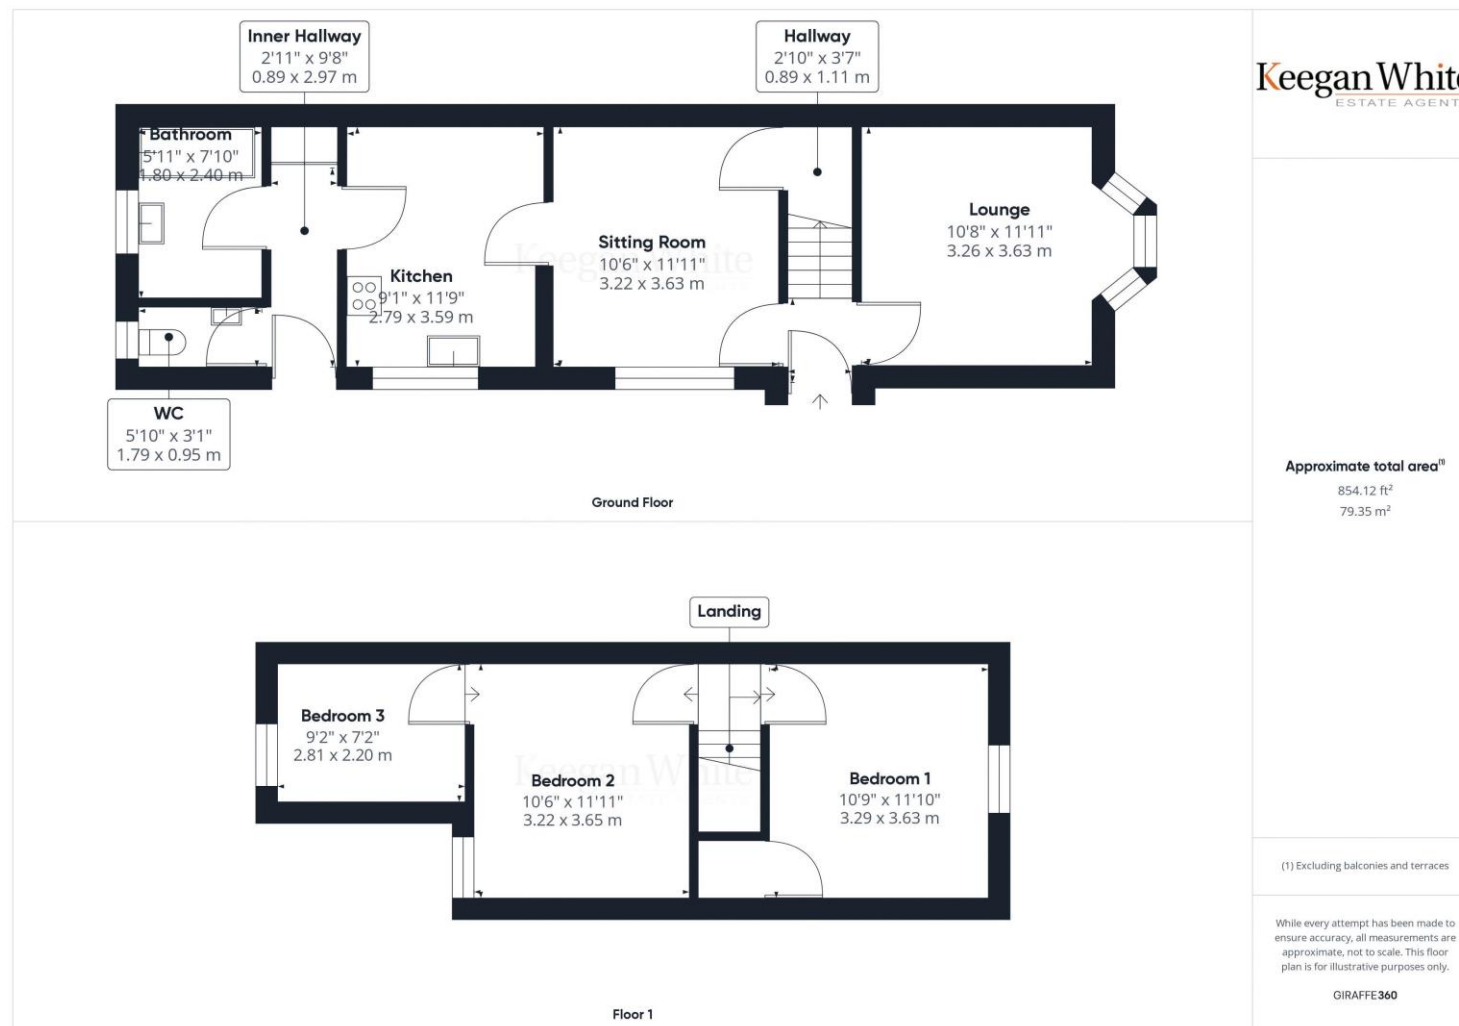 Inner Hallway
2'11" x 9'8"
0.89 x 2.97 m
Hallway
2'10" x 3'7"
0.89 x 1.11 m
Bathroom
5'11" x 7'10"
1.80 x 2.40 m
Kitchen
9'1" x 11'9"
2.79 x 3.59 m
Keegan White
Sitting Room
10'6" x 11'11"
3.22 x 3.63 m
Lounge
10'8" x 11'11"
3.26 x 3.63 m
WC
5'10" x 3'1"
1.79 x 0.95 m
Ground Floor
Landing
Bedroom 3
9'2" x 7'2"
2.81 x 2.20 m
Keegan White
Bedroom 2
10'6" x 11'11"
3.22 x 3.65 m
Bedroom 1
10'9" x 11'10"
3.29 x 3.63 m
Floor 1
Keegan White
ESTATE AGENT
Approximate total area(1)
854.12 ft²
79.35 m²
(1) Excluding balconies and terraces
While every attempt has been made to
ensure accuracy, all measurements are
approximate, not to scale. This floor
plan is for illustrative purposes only.
GIRAFFE360